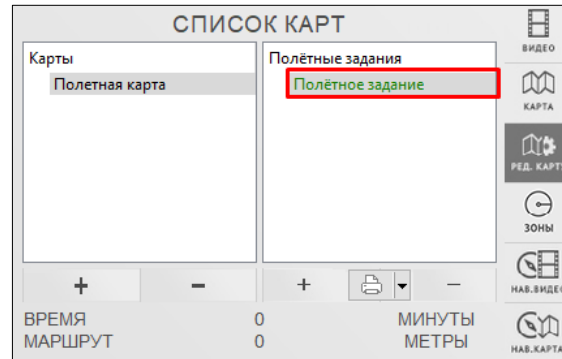 СПИСОК КАРТ
Карты
Полетная карта
Полётные задания
Полётное задание
ВРЕМЯ 0 МИНУТЫ
МАРШРУТ 0 МЕТРЫ
ВИДЕО
КАРТА
РЕД. КАРТ
ЗОНЫ
НАВ.ВИДЕО
НАВ.КАРТА